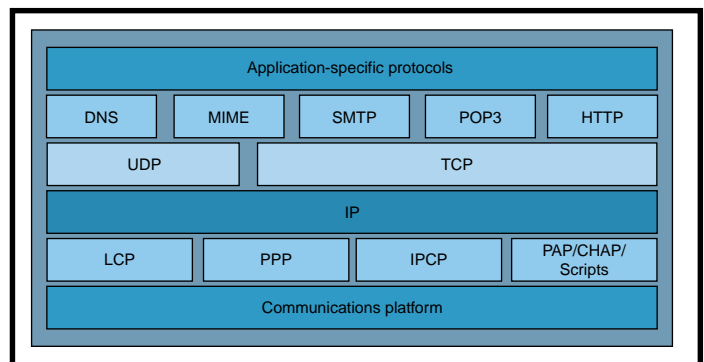 Application-specific protocols
DNS MIME SMTP POP3 HTTP
UDP TCP
IP
LCP PPP IPCP PAP/CHAP/
Scripts
Communications platform